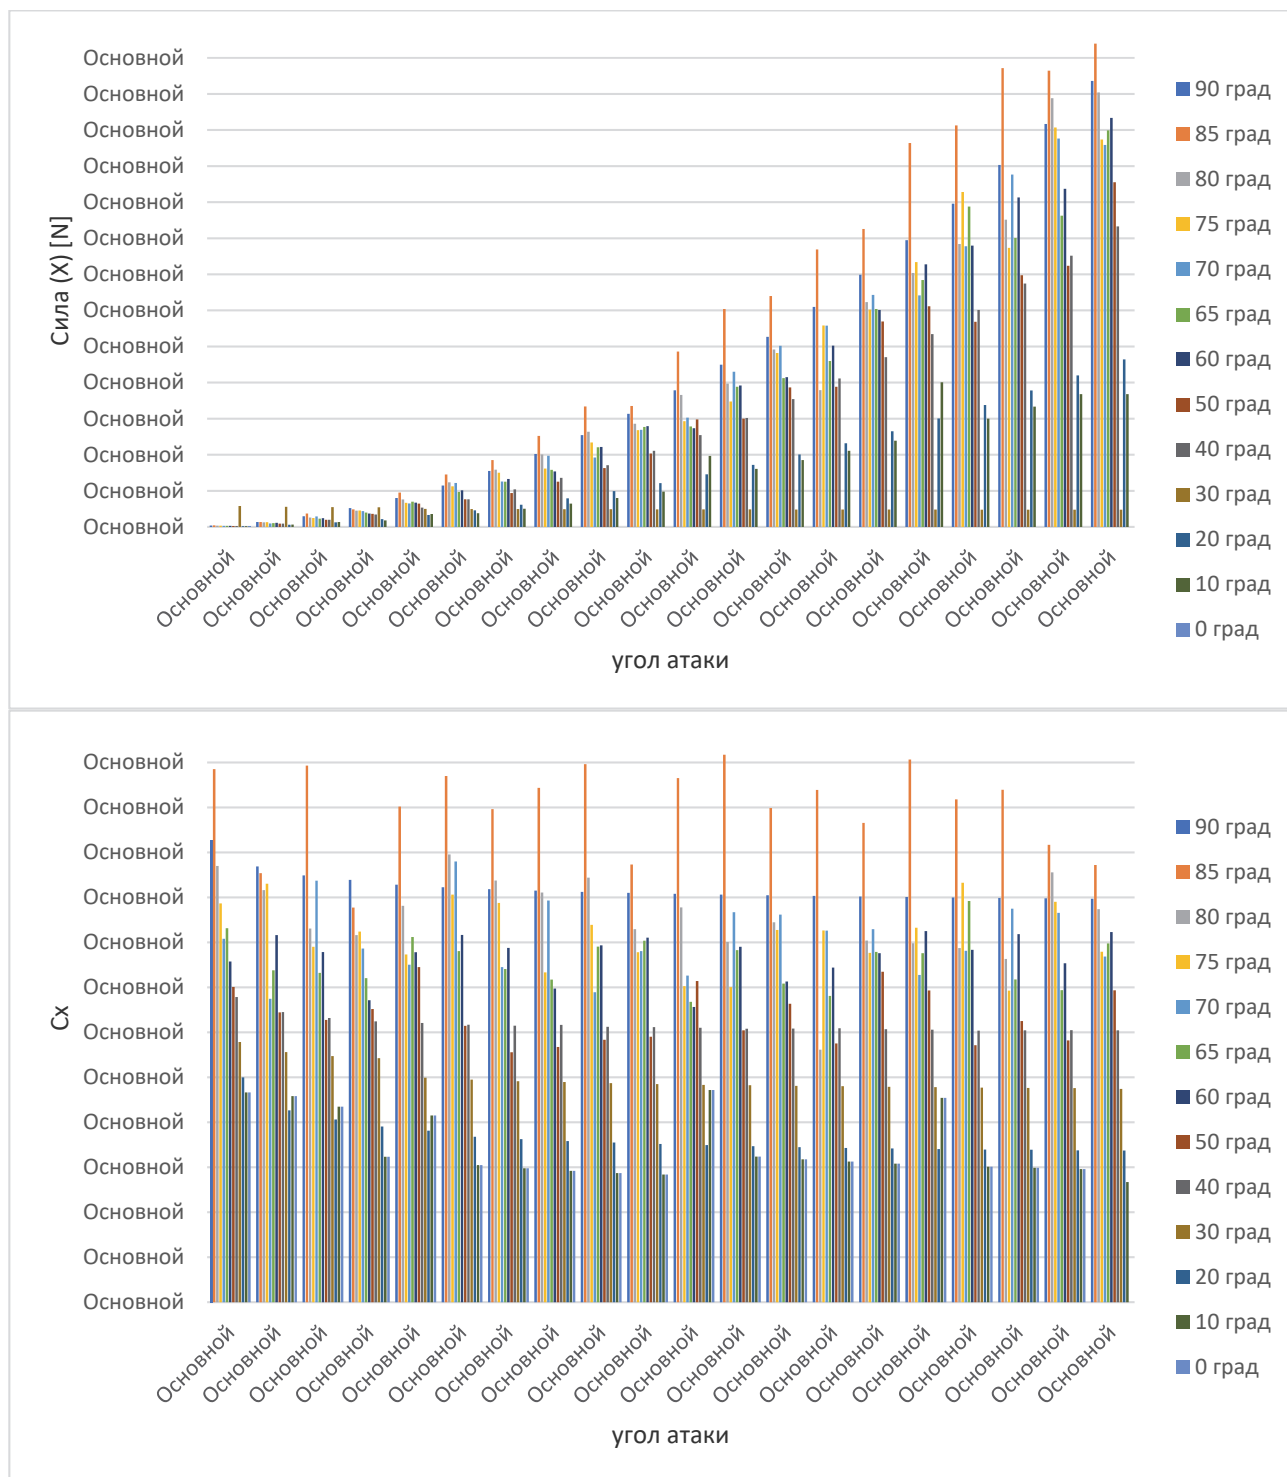 Основной
Основной
Основной
Основной
Основной
Основной
Основной
Основной
Основной
Основной
Основной
Основной
Основной
Основной
Сила (X) [N]
Основной Основной Основной Основной Основной Основной Основной Основной Основной Основной Основной Основной Основной Основной Основной Основной Основной Основной Основной Основной
угол атаки
90 град
85 град
80 град
75 град
70 град
65 град
60 град
50 град
40 град
30 град
20 град
10 град
0 град
Основной
Основной
Основной
Основной
Основной
Основной
Основной
Основной
Основной
Основной
Основной
Основной
Основной
Cx
Основной Основной Основной Основной Основной Основной Основной Основной Основной Основной Основной Основной Основной Основной Основной Основной Основной Основной Основной Основной
угол атаки
90 град
85 град
80 град
75 град
70 град
65 град
60 град
50 град
40 град
30 град
20 град
10 град
0 град